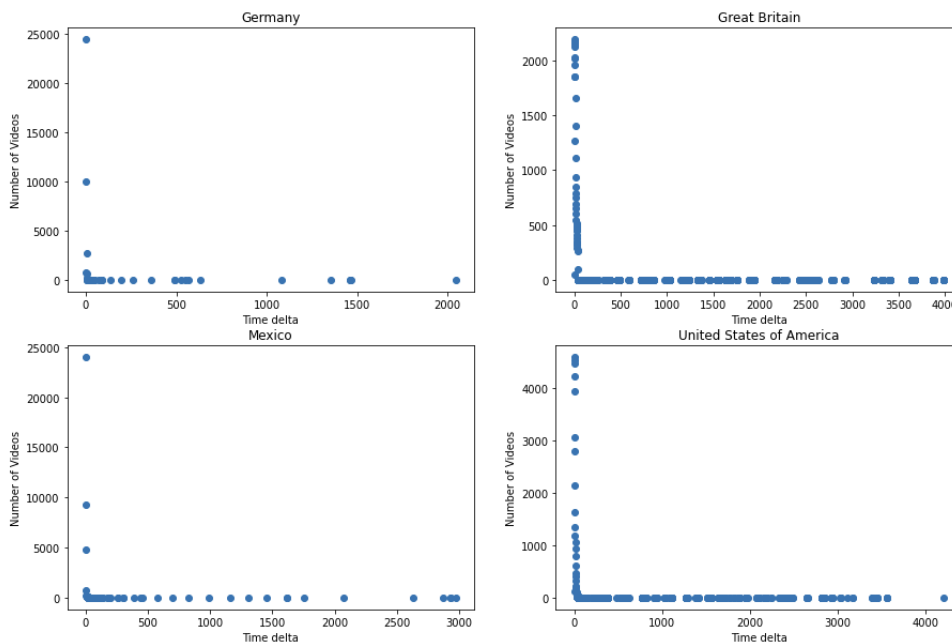 Germany
25000
20000
15000
10000
5000
0
0 500 1000 1500 2000
Number of Videos
Time delta
Great Britain
2000
1500
1000
500
0
0 500 1000 1500 2000 2500 3000 3500 4000
Number of Videos
Time delta
Mexico
25000
20000
15000
10000
5000
0
0 500 1000 1500 2000 2500 3000
Number of Videos
Time delta
United States of America
4000
3000
2000
1000
0
0 1000 2000 3000 4000
Number of Videos
Time delta